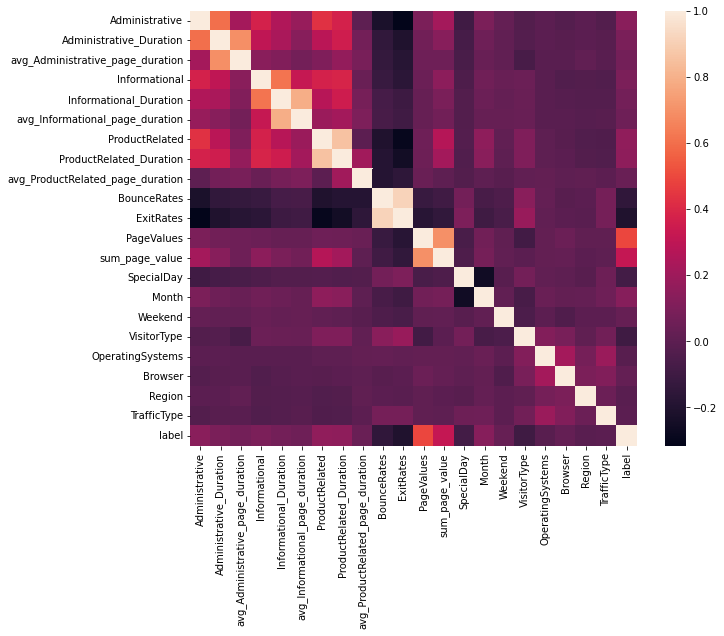 Administrative
Administrative_Duration
avg_Administrative_page_duration
Informational
Informational_Duration
avg_Informational_page_duration
ProductRelated
ProductRelated_Duration
avg_ProductRelated_page_duration
BounceRates
ExitRates
PageValues
sum_page_value
SpecialDay
Month
Weekend
VisitorType
OperatingSystems
Browser
Region
TrafficType
label
Administrative
Administrative_Duration
avg_Administrative_page_duration
Informational
Informational_Duration
avg_Informational_page_duration
ProductRelated
ProductRelated_Duration
avg_ProductRelated_page_duration
BounceRates
ExitRates
PageValues
sum_page_value
SpecialDay
Month
Weekend
VisitorType
OperatingSystems
Browser
Region
TrafficType
label
1.0
0.8
0.6
0.4
0.2
0.0
−0.2